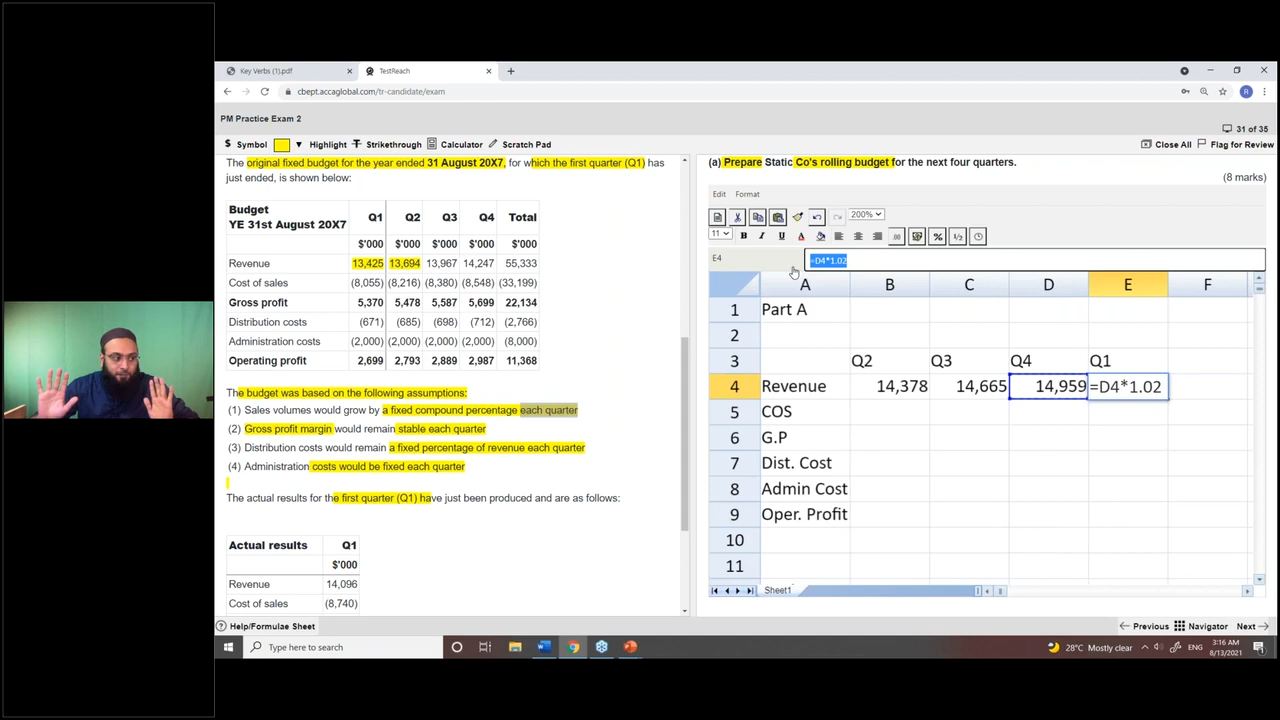 Key Verbs (1).pdf
TestReach
cbept.accaglobal.com/tr-candidate/exam
R
PM Practice Exam 2
31 of 35
$ Symbol
Highlight
Strikethrough
Calculator
Scratch Pad
Close All
Flag for Review
The original fixed budget for the year ended 31 August 20X7, for which the first quarter (Q1) has
just ended, is shown below:
Budget
YE 31st August 20X7 Q1 Q2 Q3 Q4 Total
$'000 $'000 $'000 $'000 $'000
Revenue 13,425 13,694 13,967 14,247 55,333
Cost of sales (8,055) (8,216) (8,380) (8,548) (33,199)
Gross profit 5,370 5,478 5,587 5,699 22,134
Distribution costs (671) (685) (698) (712) (2,766)
Administration costs (2,000) (2,000) (2,000) (2,000) (8,000)
Operating profit 2,699 2,793 2,889 2,987 11,368
The budget was based on the following assumptions:
(1) Sales volumes would grow by a fixed compound percentage each quarter
(2) Gross profit margin would remain stable each quarter
(3) Distribution costs would remain a fixed percentage of revenue each quarter
(4) Administration costs would be fixed each quarter
The actual results for the first quarter (Q1) have just been produced and are as follows:
Actual results Q1
$'000
Revenue 14,096
Cost of sales (8,740)
(a) Prepare Static Co's rolling budget for the next four quarters.
(8 marks)
Edit Format
200%
11 B I U A .00 % 1/2
E4 =D4*1.02
A B C D E F
1 Part A
2
3 Q2 Q3 Q4 Q1
4 Revenue 14,378 14,665 14,959 =D4*1.02
5 COS
6 G.P
7 Dist. Cost
8 Admin Cost
9 Oper. Profit
10
11
Sheet1
Help/Formulae Sheet
Previous
Navigator
Next
Type here to search
28°C Mostly clear
ENG
3:16 AM
8/13/2021